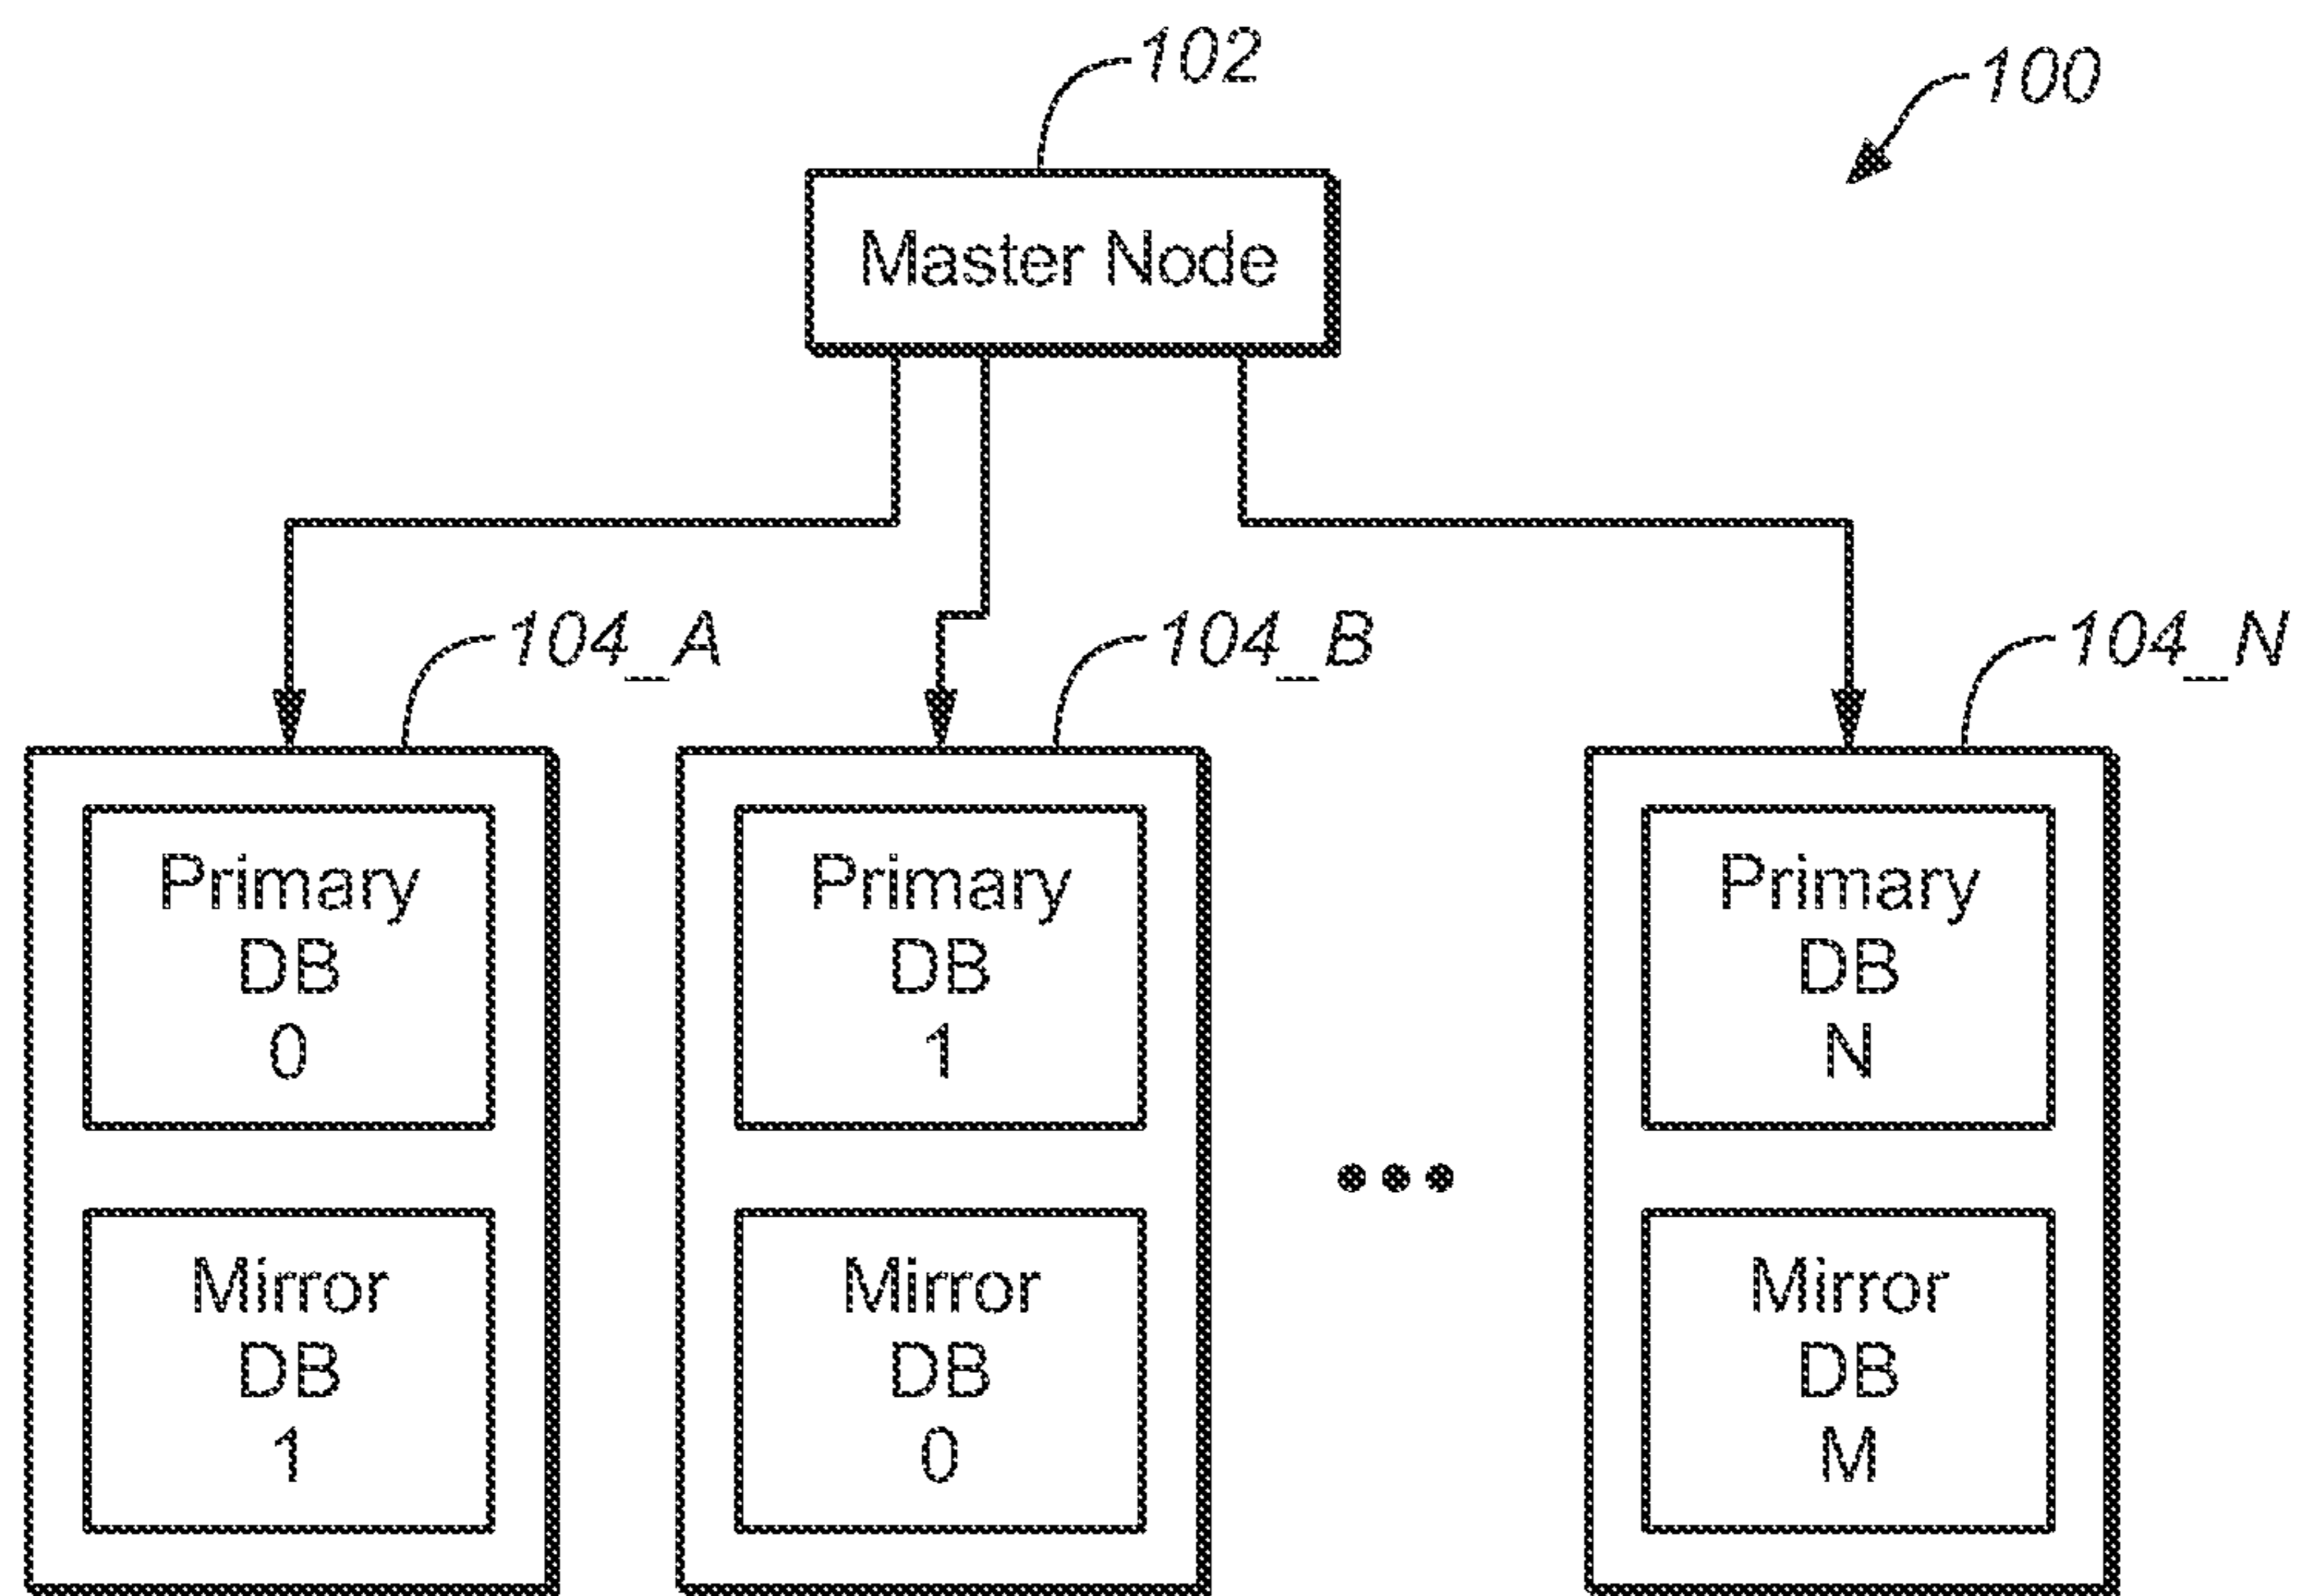 102
100
Master Node
104_A
104_B
104_N
Primary
DB
0
Primary
DB
1
Primary
DB
N
Mirror
DB
1
Mirror
DB
0
Mirror
DB
M